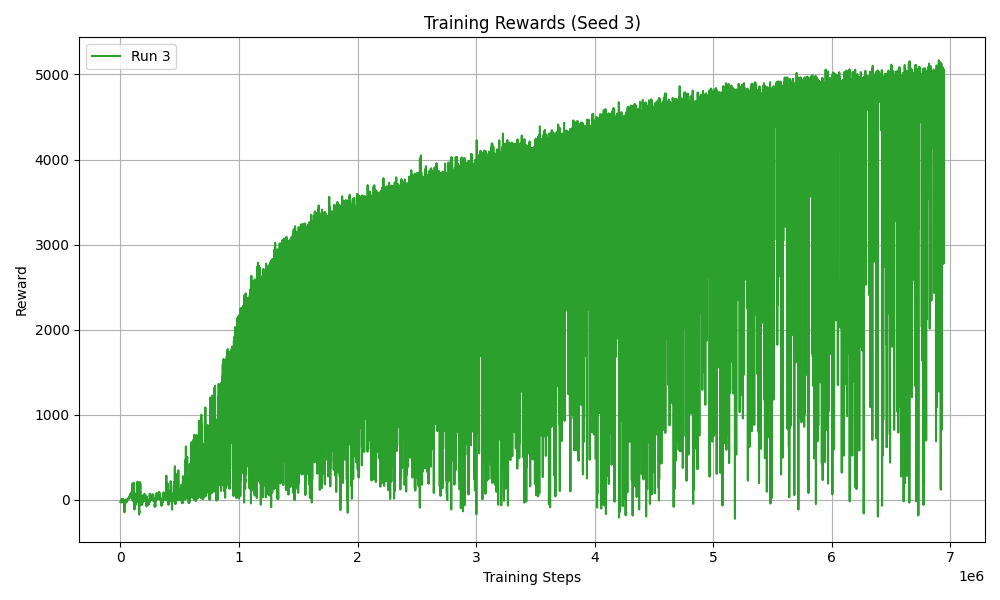 Training Rewards (Seed 3)
Run 3
Reward
5000
4000
3000
2000
1000
0
0 1 2 3 4 5 6 7
1e6
Training Steps